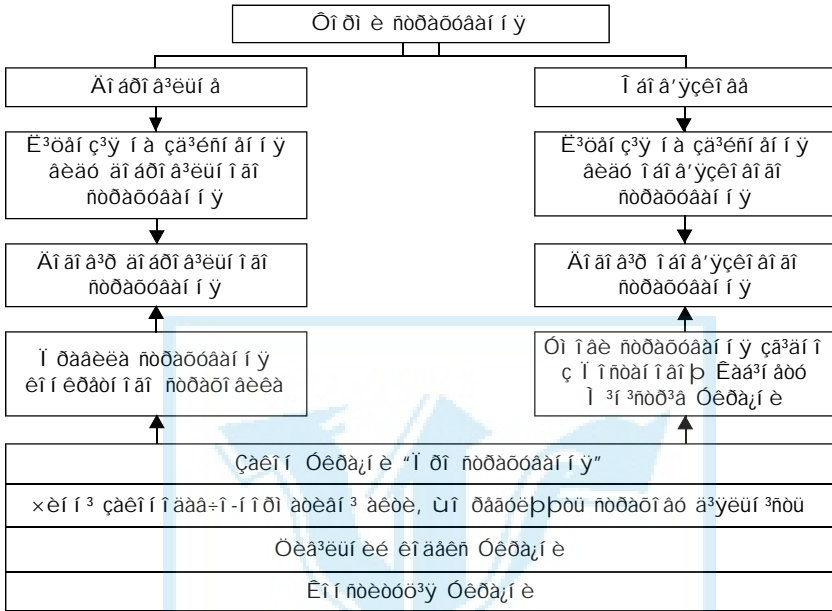 Ôî ðì è ñòðàõóâàí í ÿ
Äî áðî â³ëüí å
Î áî â'ÿçêî âå
Ë³öåí ç³ÿ í à çä³éñí åí í ÿ
âèäó äî áðî â³ëüí î ãî
ñòðàõóâàí í ÿ
Ë³öåí ç³ÿ í à çä³éñí åí í ÿ
âèäó î áî â'ÿçêî âî ãî
ñòðàõóâàí í ÿ
Äî ãî â³ð äî áðî â³ëüí î ãî
ñòðàõóâàí í ÿ
Äî ãî â³ð î áî â'ÿçêî âî ãî
ñòðàõóâàí í ÿ
Ï ðàâèëà ñòðàõóâàí í ÿ
êî í êðåòí î ãî ñòðàõî âèêà
Óì î âè ñòðàõóâàí í ÿ çã³äí î
ç Ï î ñòàí î âî þ Êàá³í åòó
Ì ³í ³ñòð³â Óêðà¿í è
Çàêî í Óêðà¿í è “Ï ðî ñòðàõóâàí í ÿ”
×èí í ³ çàêî í î äàâ÷î -í î ðì àòèâí ³ àêòè, ùî ðåãóëþþòü ñòðàõî âó ä³ÿëüí ³ñòü
Öèâ³ëüí èé êî äåêñ Óêðà¿í è
Êî í ñòèòóö³ÿ Óêðà¿í è